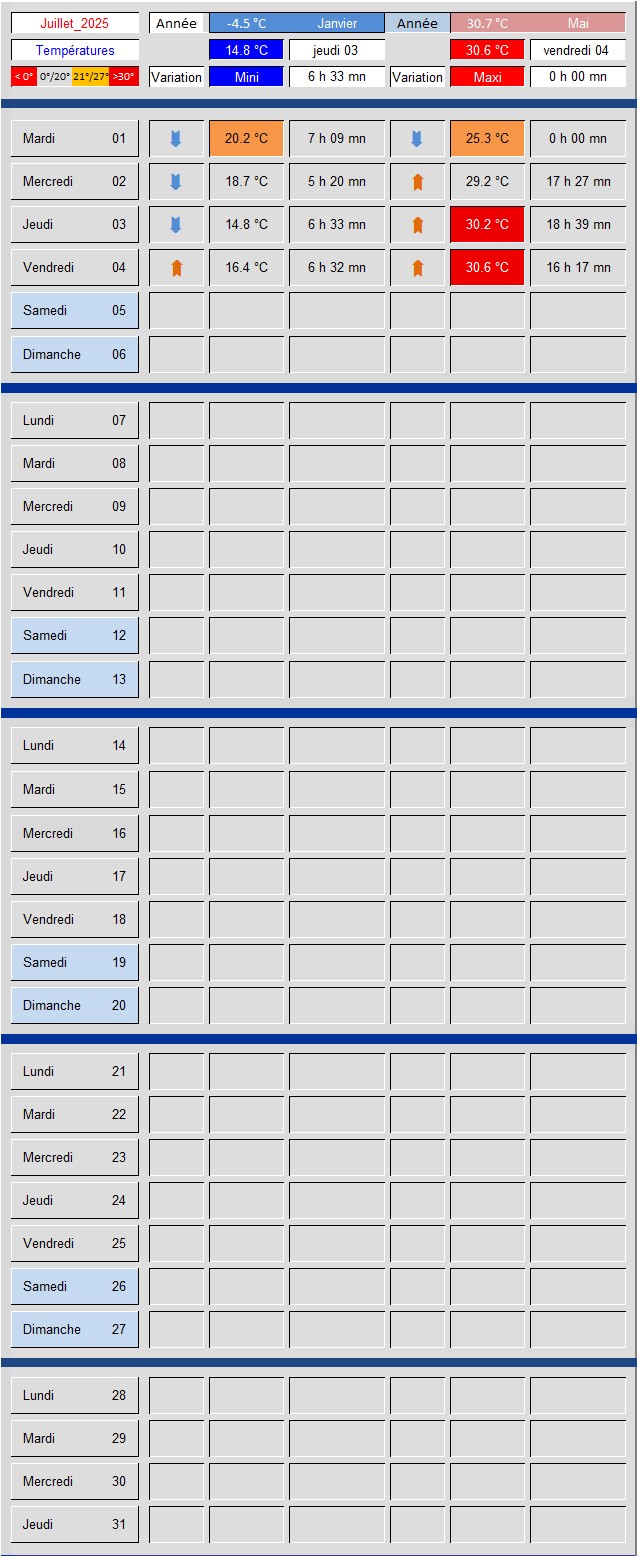 Juillet_2025 Année -4.5 °C Janvier Année 30.7 °C Mai
Températures 14.8 °C jeudi 03 30.6 °C vendredi 04
< 0° 0°/20° 21°/27° >30° Variation Mini 6 h 33 mn Variation Maxi 0 h 00 mn
Mardi 01 20.2 °C 7 h 09 mn 25.3 °C 0 h 00 mn
Mercredi 02 18.7 °C 5 h 20 mn 29.2 °C 17 h 27 mn
Jeudi 03 14.8 °C 6 h 33 mn 30.2 °C 18 h 39 mn
Vendredi 04 16.4 °C 6 h 32 mn 30.6 °C 16 h 17 mn
Samedi 05
Dimanche 06
Lundi 07
Mardi 08
Mercredi 09
Jeudi 10
Vendredi 11
Samedi 12
Dimanche 13
Lundi 14
Mardi 15
Mercredi 16
Jeudi 17
Vendredi 18
Samedi 19
Dimanche 20
Lundi 21
Mardi 22
Mercredi 23
Jeudi 24
Vendredi 25
Samedi 26
Dimanche 27
Lundi 28
Mardi 29
Mercredi 30
Jeudi 31